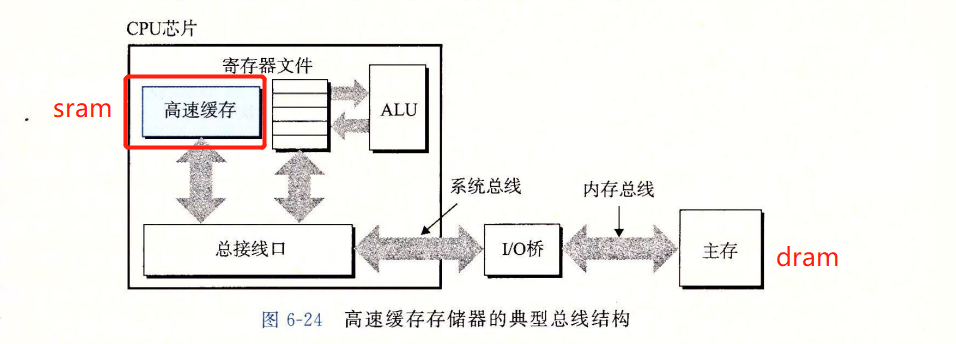 CPU芯片
寄存器文件
sram
高速缓存
ALU
系统总线
内存总线
总接线口
I/O桥
主存
dram
图 6-24 高速缓存存储器的典型总线结构